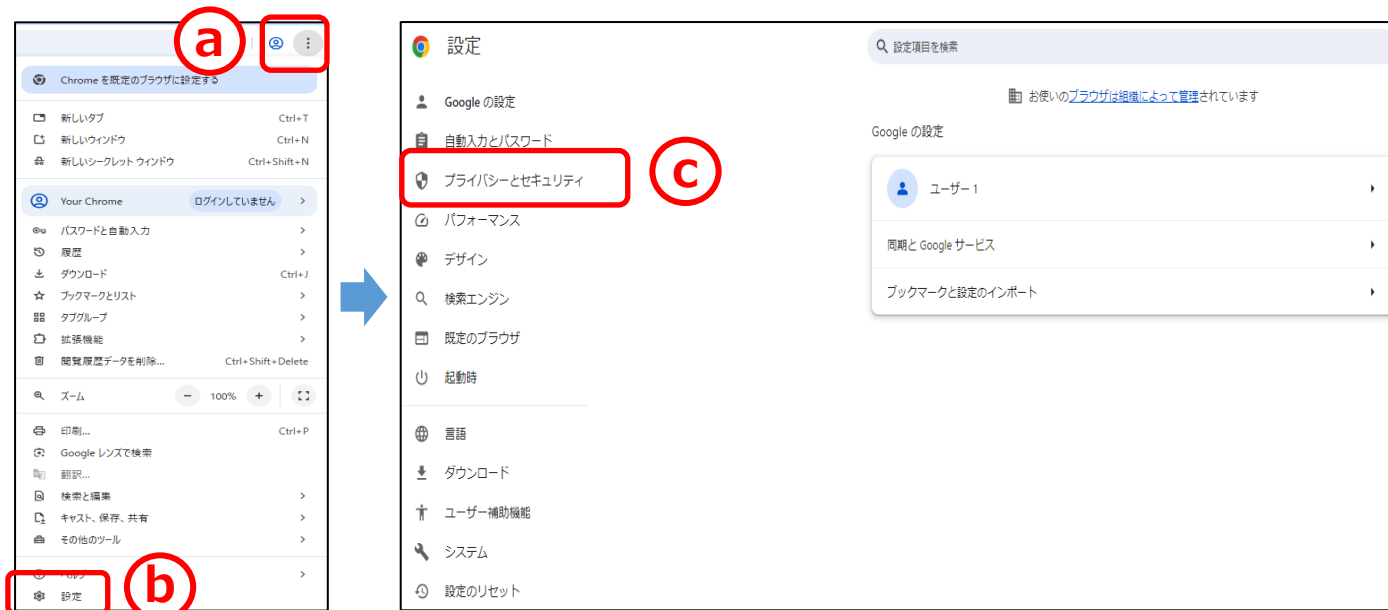 a
Chrome を既定のブラウザに設定する
新しいタブ Ctrl+T
新しいウィンドウ Ctrl+N
新しいシークレット ウィンドウ Ctrl+Shift+N
Your Chrome ログインしていません
パスワードと自動入力
履歴
ダウンロード Ctrl+J
ブックマークとリスト
タブグループ
拡張機能
閲覧履歴データを削除... Ctrl+Shift+Delete
ズーム - 100% +
印刷... Ctrl+P
Google レンズで検索
翻訳...
検索と編集
キャスト、保存、共有
その他のツール
ヘルプ
設定
b
設定
設定項目を検索
Google の設定
自動入力とパスワード
プライバシーとセキュリティ
c
パフォーマンス
デザイン
検索エンジン
既定のブラウザ
起動時
言語
ダウンロード
ユーザー補助機能
システム
設定のリセット
お使いのブラウザは組織によって管理されています
Google の設定
ユーザー 1
同期と Google サービス
ブックマークと設定のインポート